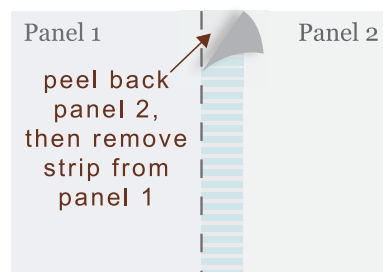 Panel 1
Panel 2
peel back
panel 2,
then remove
strip from
panel 1